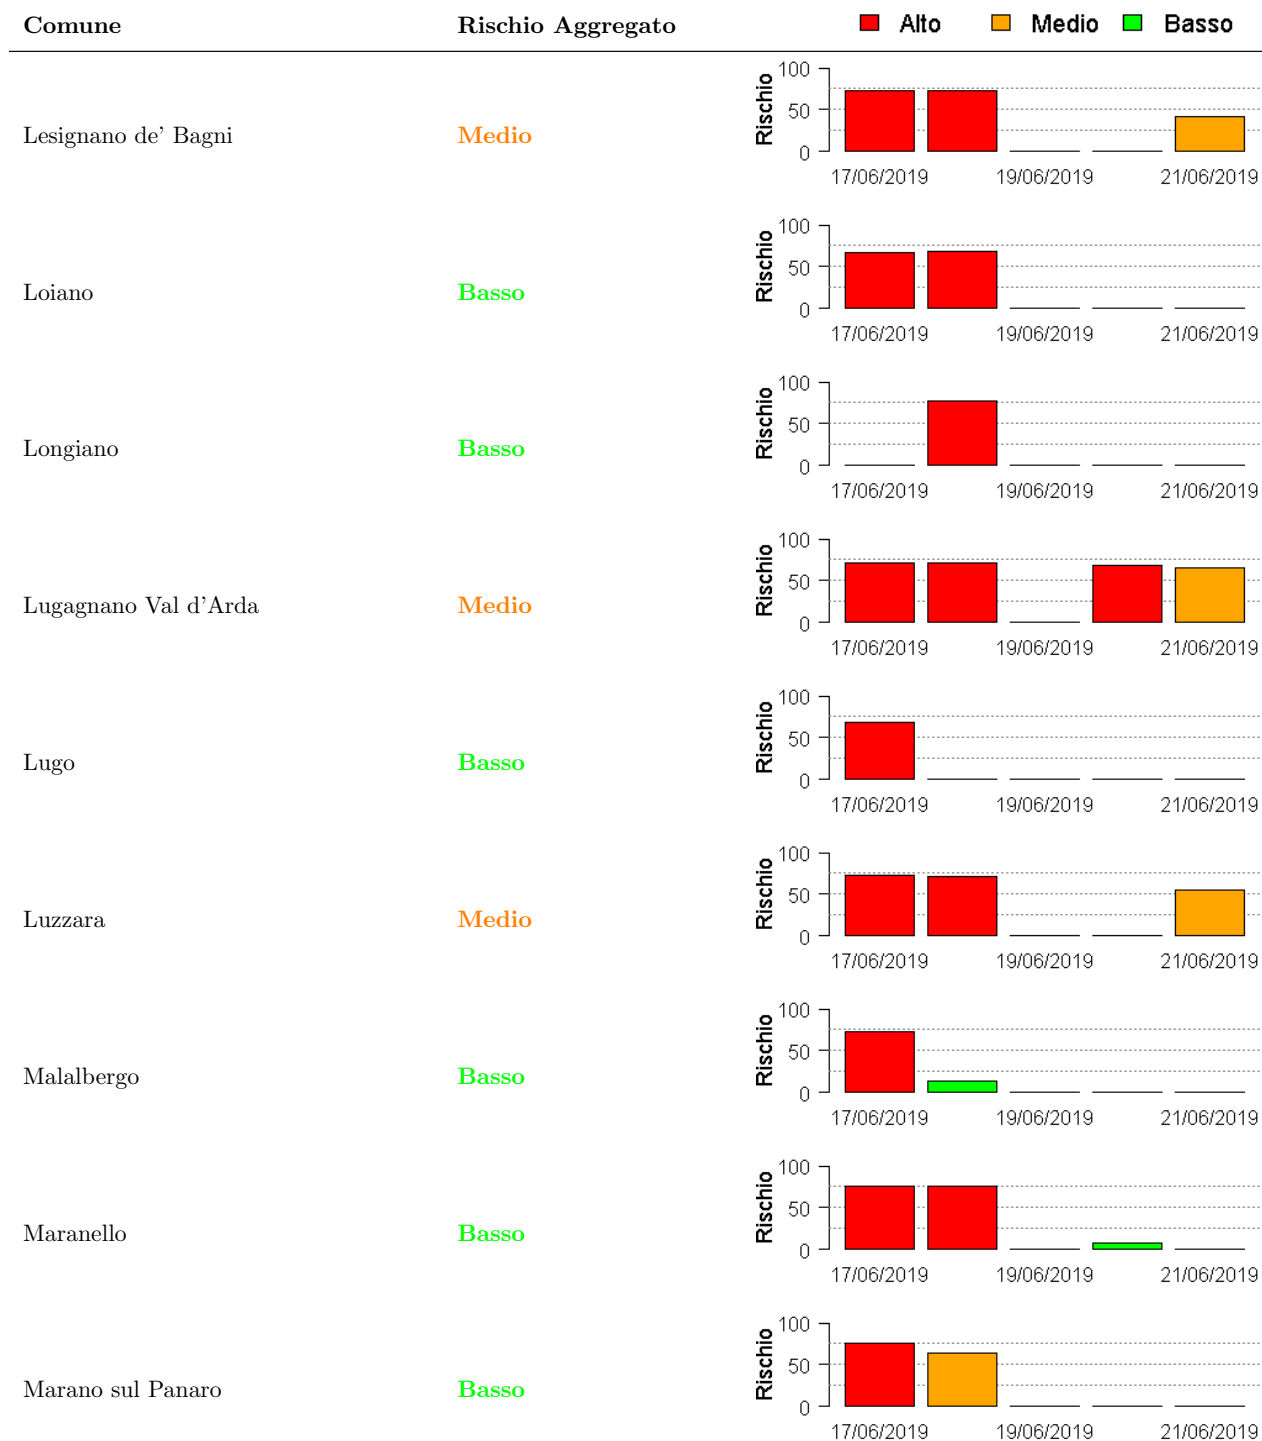 Comune Rischio Aggregato Alto Medio Basso
Lesignano de' Bagni Medio Rischio 100 50 0
17/06/2019 19/06/2019 21/06/2019
Loiano Basso Rischio 100 50 0
17/06/2019 19/06/2019 21/06/2019
Longiano Basso Rischio 100 50 0
17/06/2019 19/06/2019 21/06/2019
Lugagnano Val d'Arda Medio Rischio 100 50 0
17/06/2019 19/06/2019 21/06/2019
Lugo Basso Rischio 100 50 0
17/06/2019 19/06/2019 21/06/2019
Luzzara Medio Rischio 100 50 0
17/06/2019 19/06/2019 21/06/2019
Malalbergo Basso Rischio 100 50 0
17/06/2019 19/06/2019 21/06/2019
Maranello Basso Rischio 100 50 0
17/06/2019 19/06/2019 21/06/2019
Marano sul Panaro Basso Rischio 100 50 0
17/06/2019 19/06/2019 21/06/2019